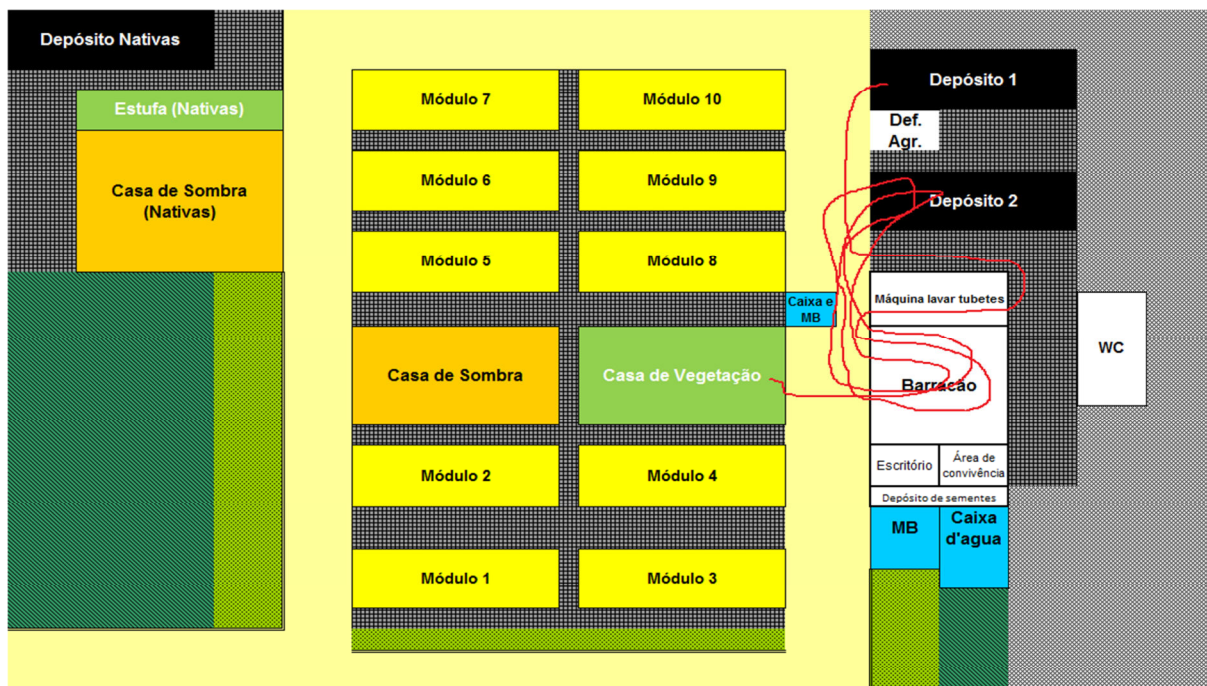 Depósito Nativas
Estufa (Nativas)
Casa de Sombra
(Nativas)
Módulo 7
Módulo 10
Módulo 6
Módulo 9
Módulo 5
Módulo 8
Casa de Sombra
Casa de Vegetação
Módulo 2
Módulo 4
Módulo 1
Módulo 3
Caixa e
MB
Depósito 1
Def.
Agr.
Depósito 2
Máquina lavar tubetes
Barracão
WC
Escritório
Área de
convivência
Depósito de sementes
MB
Caixa
d'agua